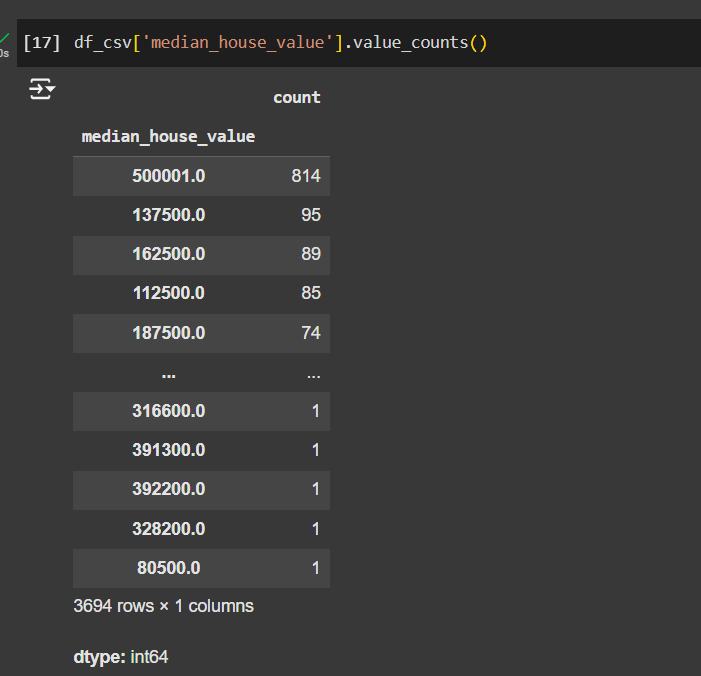 [17] df_csv['median_house_value'].value_counts()
0s
count
median_house_value
500001.0 814
137500.0 95
162500.0 89
112500.0 85
187500.0 74
... ...
316600.0 1
391300.0 1
392200.0 1
328200.0 1
80500.0 1
3694 rows × 1 columns
dtype: int64